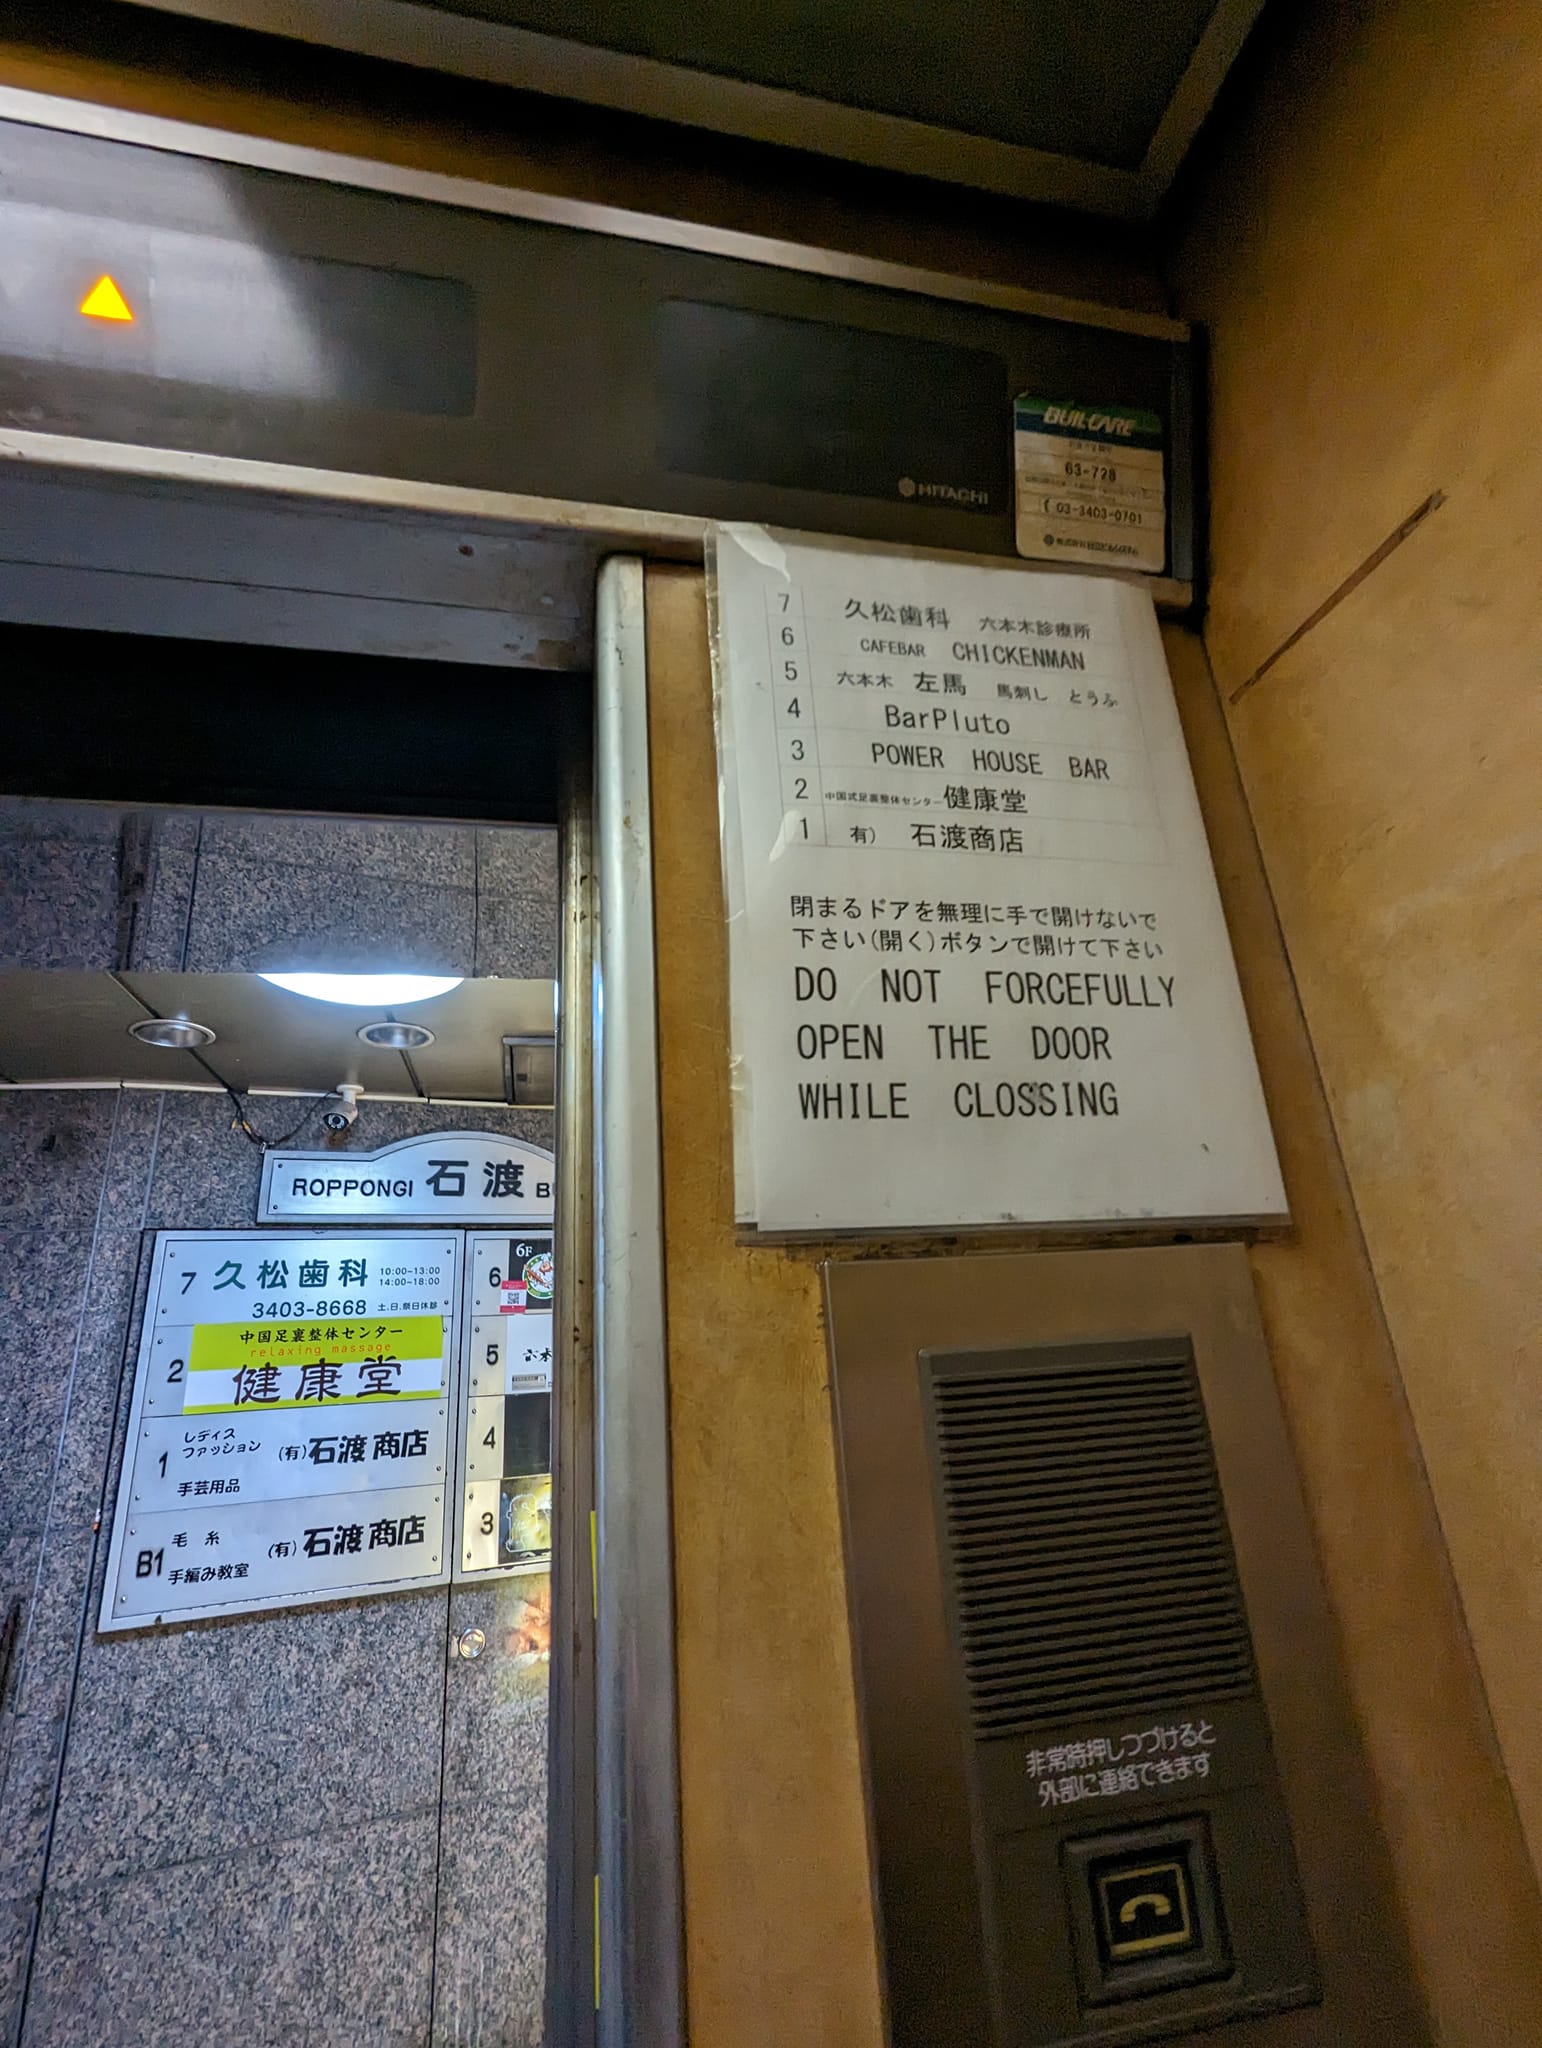 BUIL-CARE
63-728
03-3403-0701
HITACHI
7 久松歯科 六本木診療所
6 CAFEBAR CHICKENMAN
5 六本木 左馬 馬刺し とうふ
4 BarPluto
3 POWER HOUSE BAR
2 中国式足裏整体センター 健康堂
1 有） 石渡商店
閉まるドアを無理に手で開けないで
下さい(開く)ボタンで開けて下さい
DO NOT FORCEFULLY
OPEN THE DOOR
WHILE CLOSSING
ROPPONGI 石渡
7 久松歯科 10:00~13:00
14:00~18:00
3403-8668 土.日.祭日休診
2 中国足裏整体センター
relaxing massage
健康堂
1 レディス
ファッション (有)石渡商店
手芸用品
B1 毛糸 (有)石渡商店
手編み教室
6 6F
5
4
3
非常時押しつづけると
外部に連絡できます